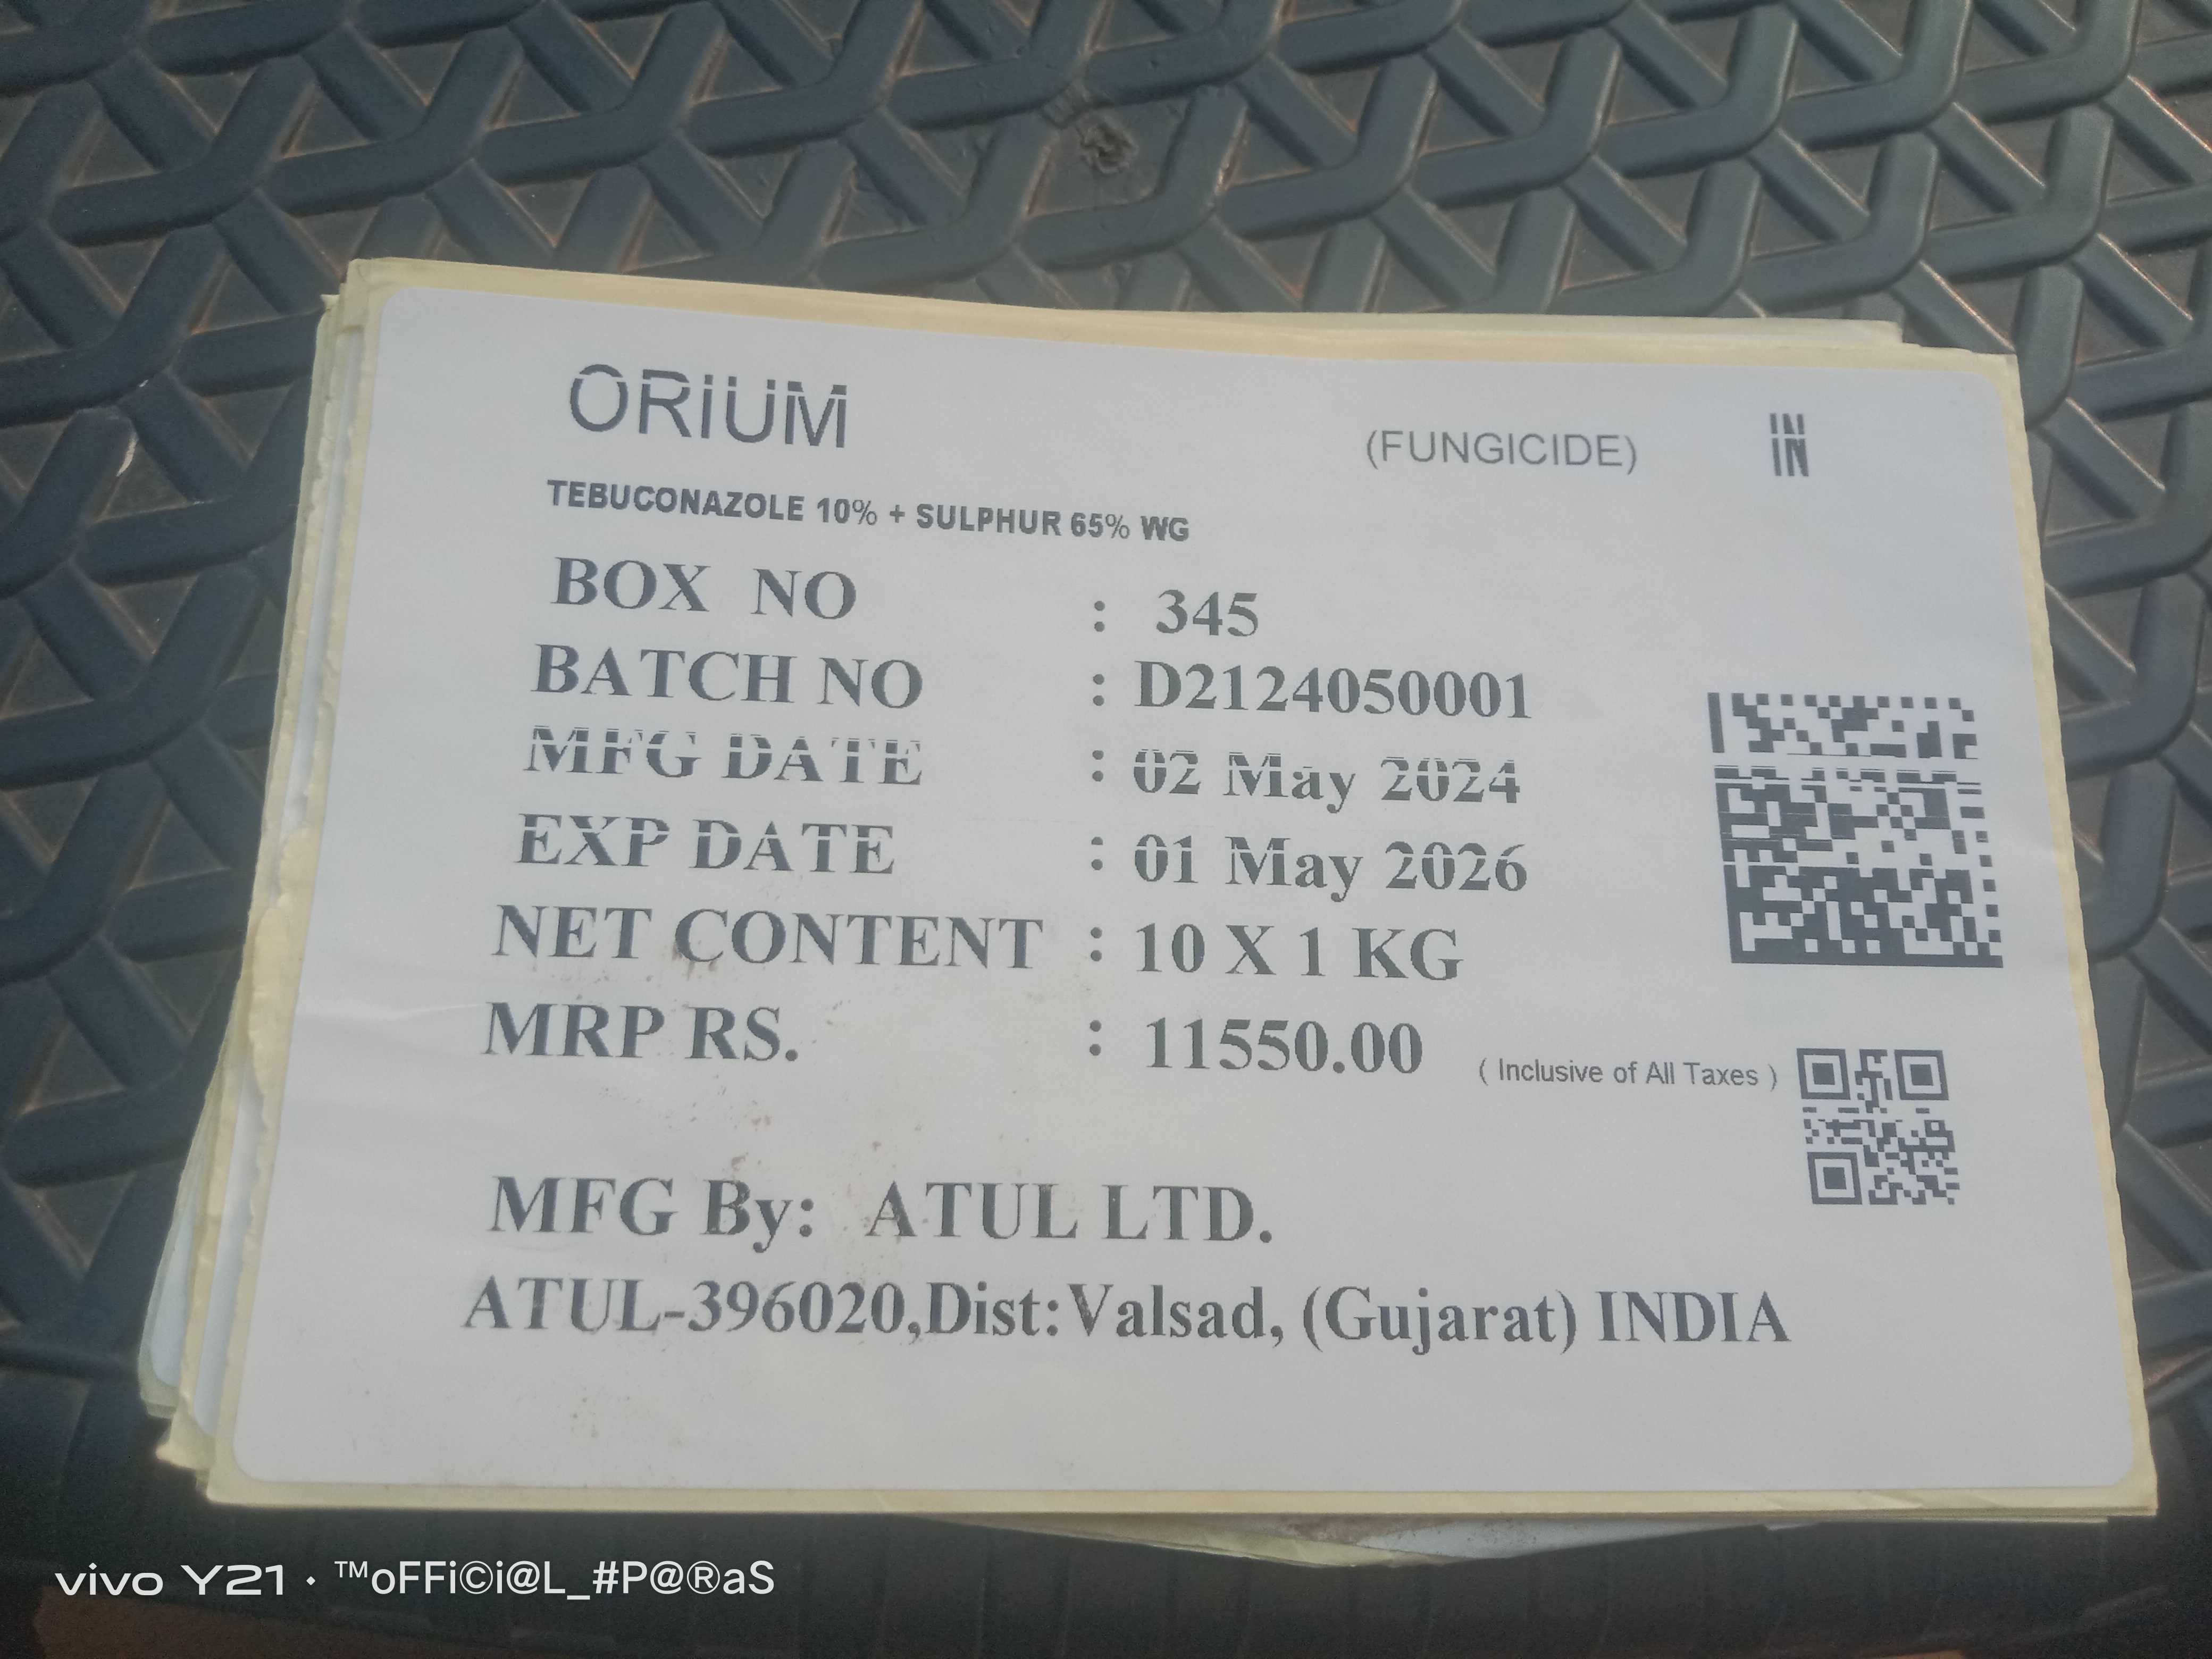 ORIUM (FUNGICIDE) IN
TEBUCONAZOLE 10% + SULPHUR 65% WG
BOX NO : 345
BATCH NO : D2124050001
MFG DATE : 02 May 2024
EXP DATE : 01 May 2026
NET CONTENT : 10 X 1 KG
MRP RS. : 11550.00 ( Inclusive of All Taxes )
MFG By: ATUL LTD.
ATUL-396020,Dist:Valsad, (Gujarat) INDIA
vivo Y21 · ™oFFi©i@L_#P@®aS